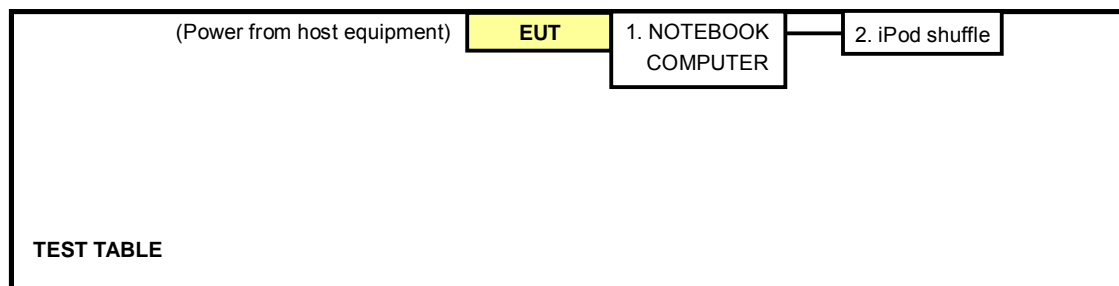 (Power from host equipment)
EUT
1. NOTEBOOK
COMPUTER
2. iPod shuffle
TEST TABLE